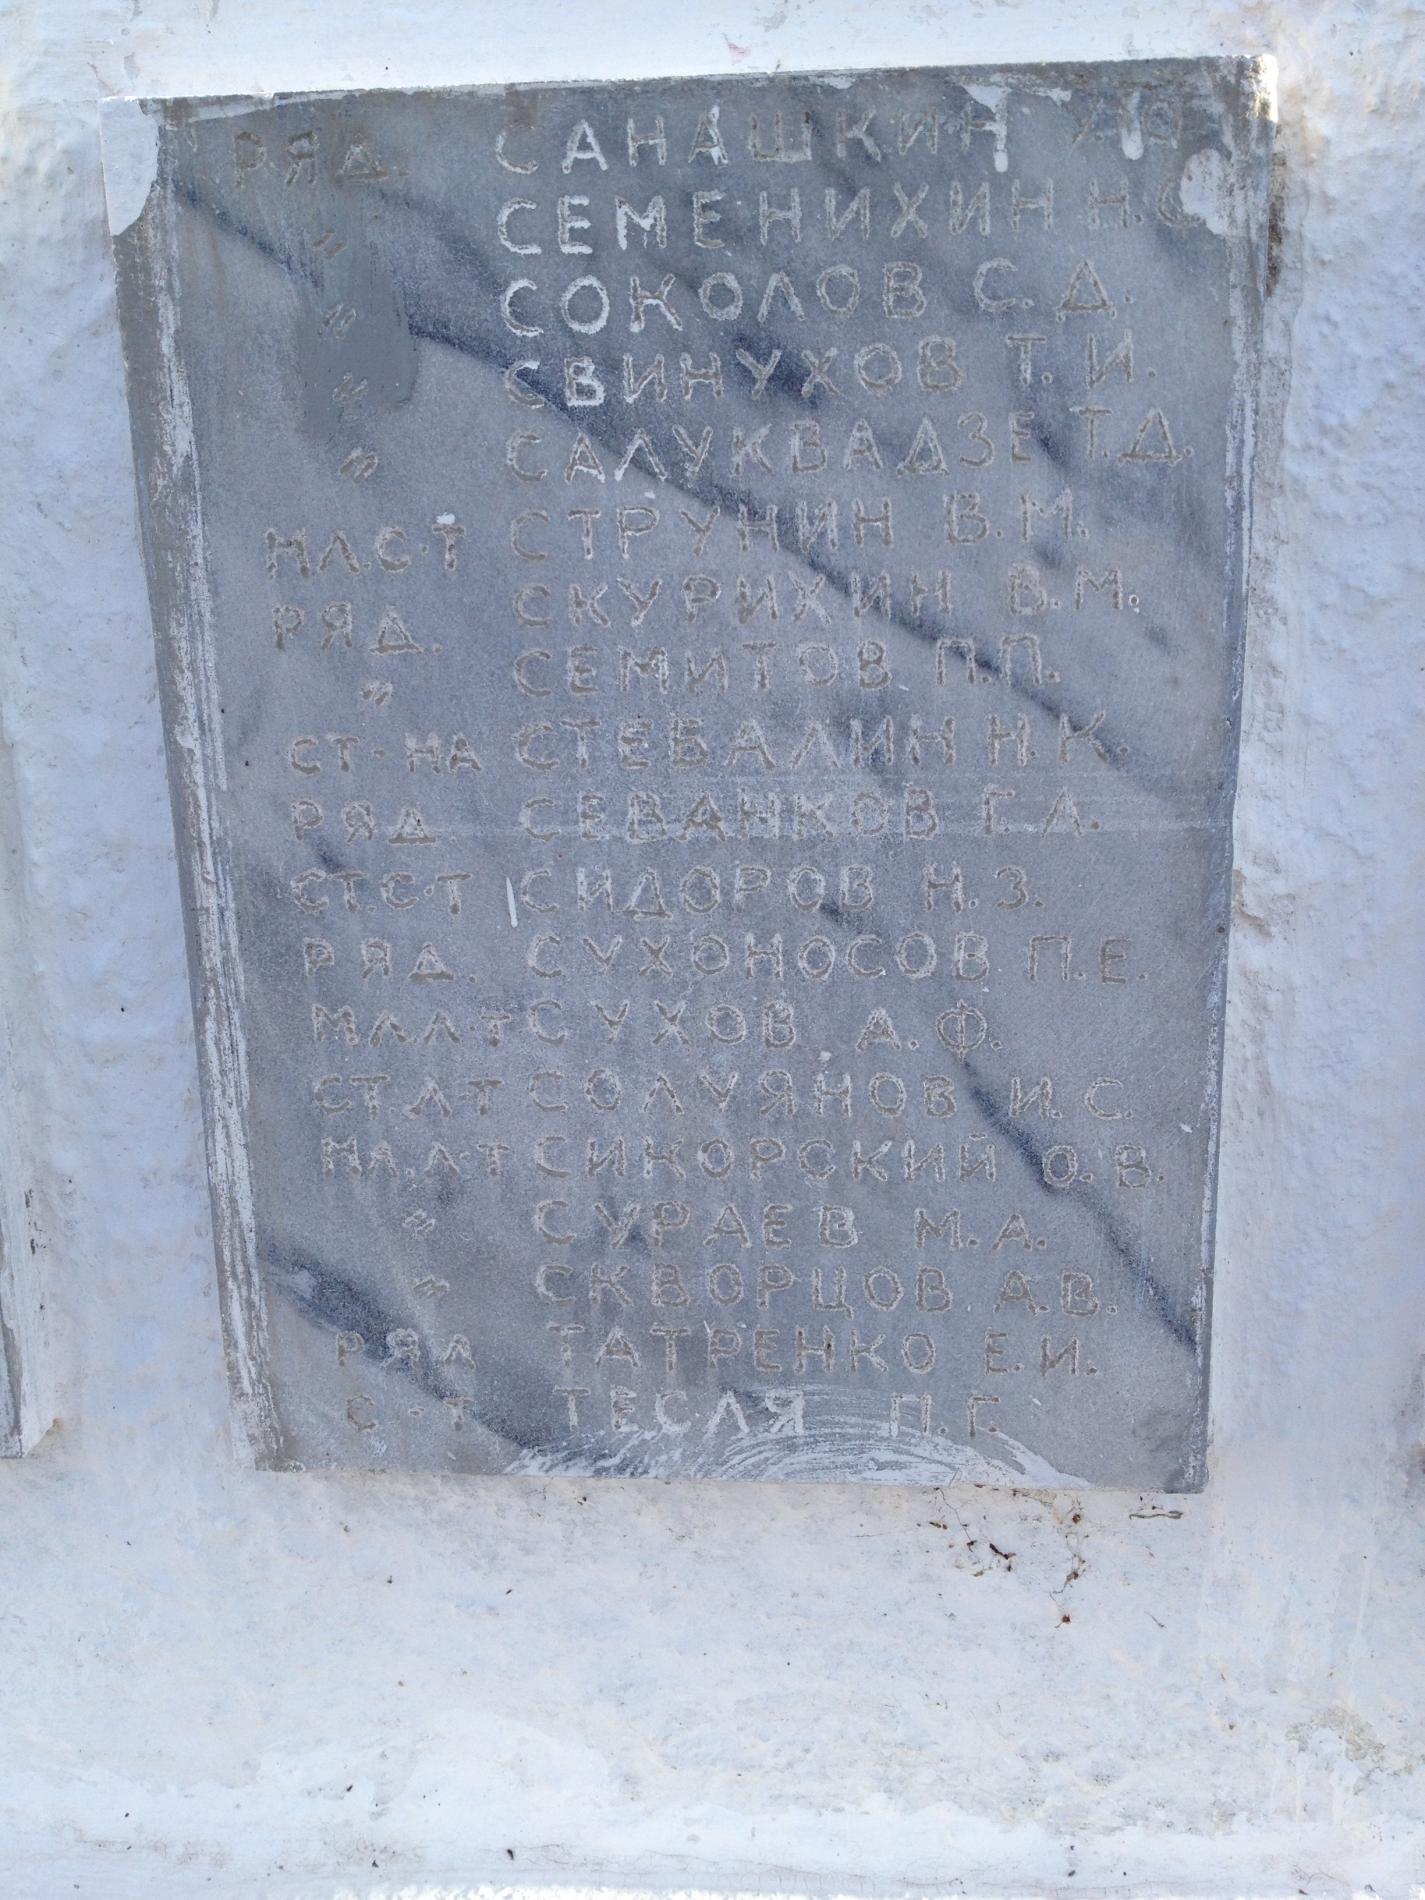 РЯД. САНАШКИН
" СЕМЕНИХИН Н.С
" СОКОЛОВ С.Д.
" СВИНУХОВ Т.И.
" САЛУКВАДЗЕ Т.Д.
МЛ.С-Т СТРУНИН В.М.
РЯД. СКУРИХИН В.М.
" СЕМИТОВ П.П.
СТ-НА СТЕБАЛИН Н.К.
РЯД. СЕВАНКОВ Г.Л.
СТ.С-Т СИДОРОВ Н.З.
РЯД. СУХОНОСОВ П.Е.
МЛ.Л-Т СУХОВ А.Ф.
СТ.Л-Т СОЛУЯНОВ И.С.
МЛ.Л-Т СИКОРСКИЙ О.В.
" СУРАЕВ М.А.
" СКВОРЦОВ А.В.
РЯД ТАТРЕНКО Е.И.
С-Т ТЕСЛЯ П.Г.